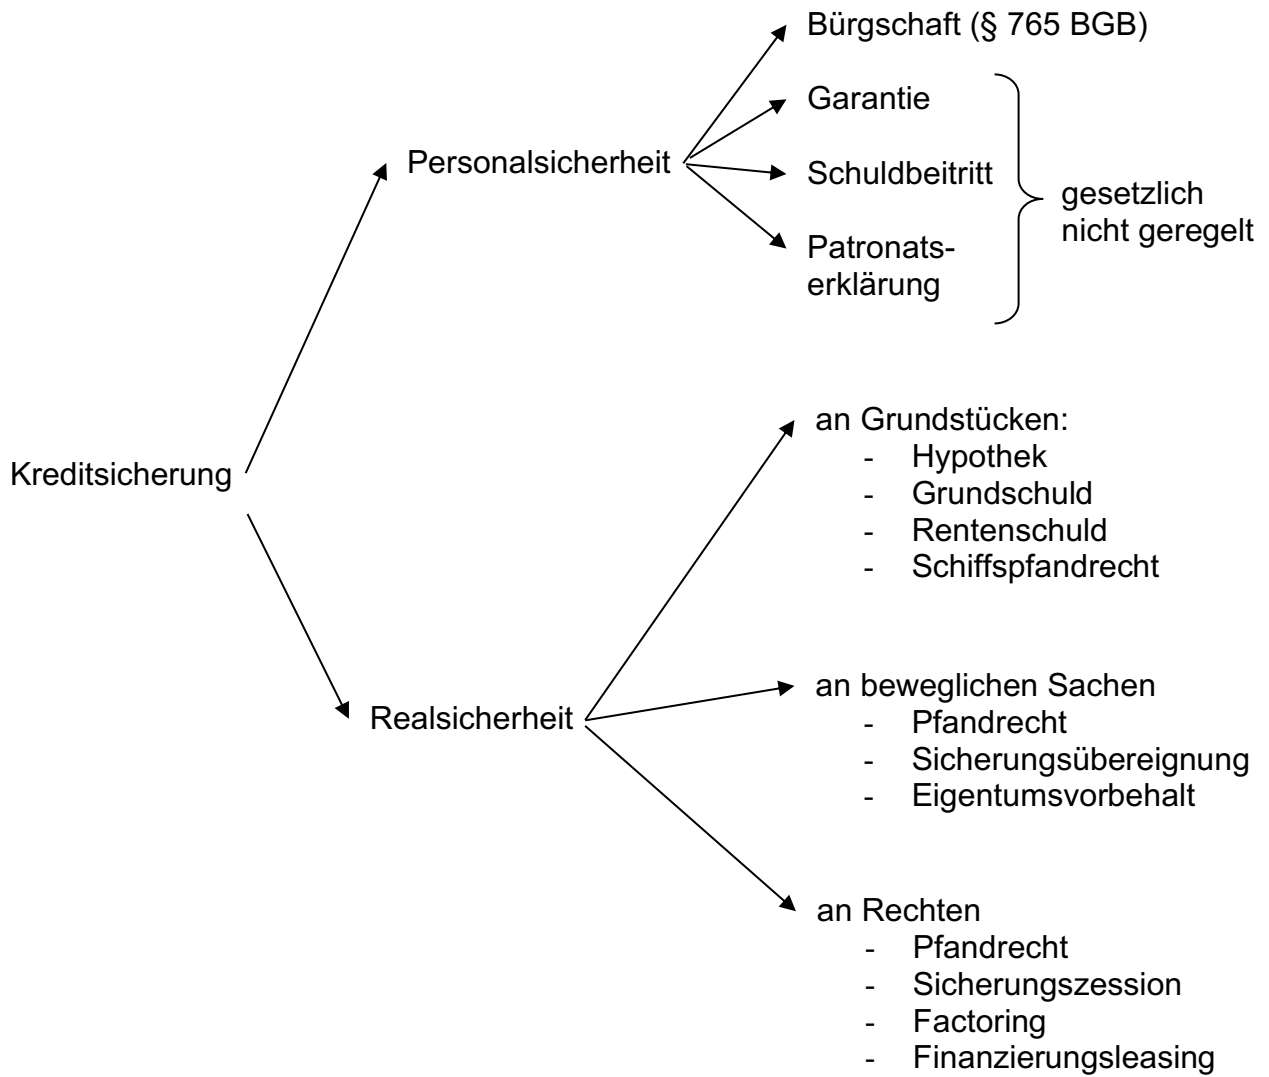 Bürgschaft (§ 765 BGB)
Garantie
Personalsicherheit
Schuldbeitritt
gesetzlich
nicht geregelt
Patronats-
erklärung
an Grundstücken:
- Hypothek
Kreditsicherung
- Grundschuld
- Rentenschuld
- Schiffspfandrecht
an beweglichen Sachen
Realsicherheit
- Pfandrecht
- Sicherungsübereignung
- Eigentumsvorbehalt
an Rechten
- Pfandrecht
- Sicherungszession
- Factoring
- Finanzierungsleasing